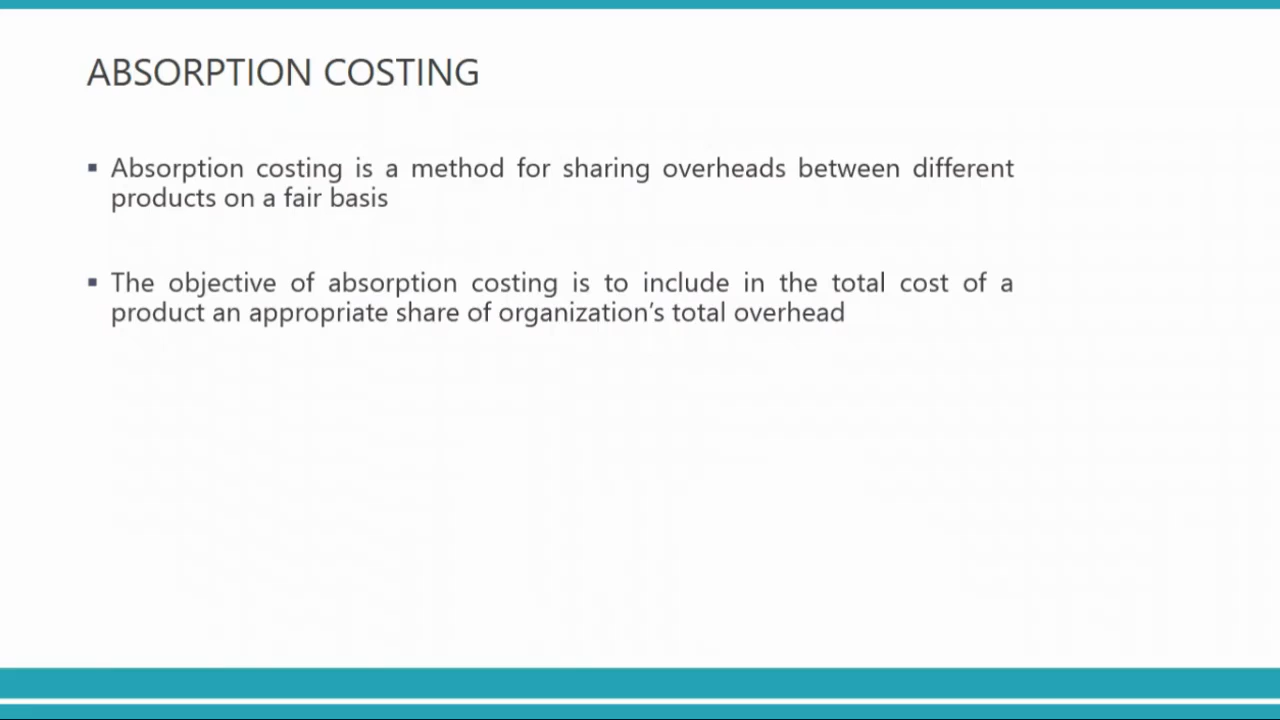 ABSORPTION COSTING
▪ Absorption costing is a method for sharing overheads between different
products on a fair basis
▪ The objective of absorption costing is to include in the total cost of a
product an appropriate share of organization’s total overhead